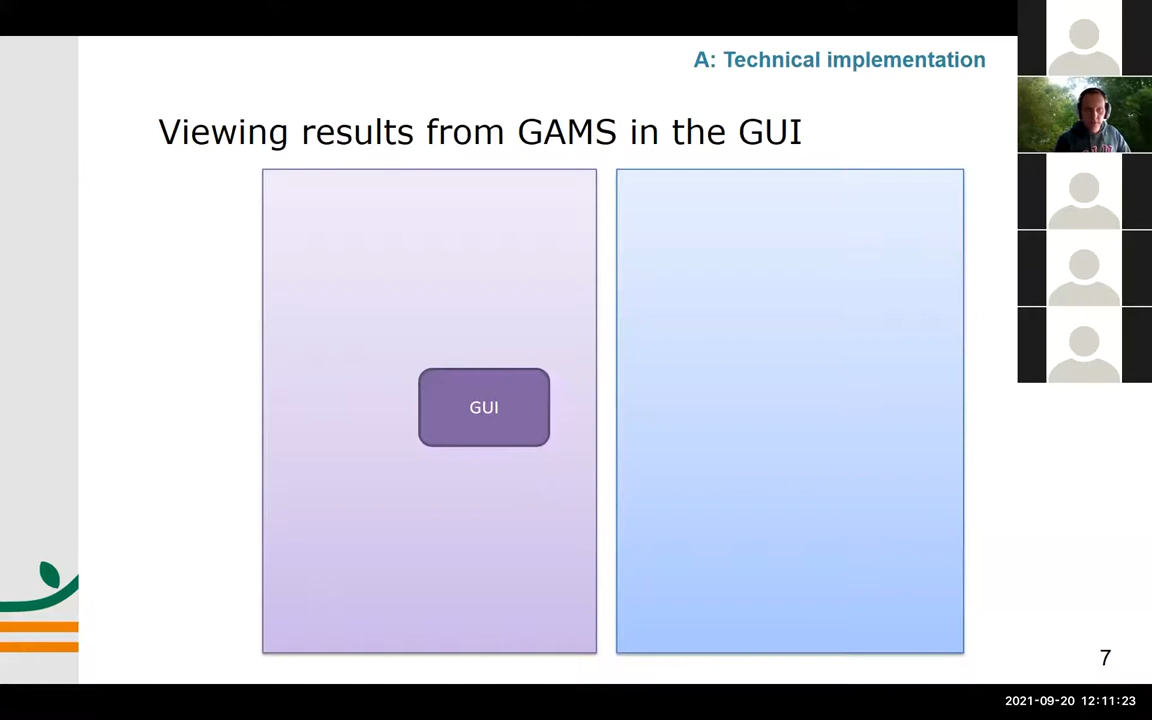 A: Technical implementation
Viewing results from GAMS in the GUI
GUI
7
2021-09-20 12:11:23